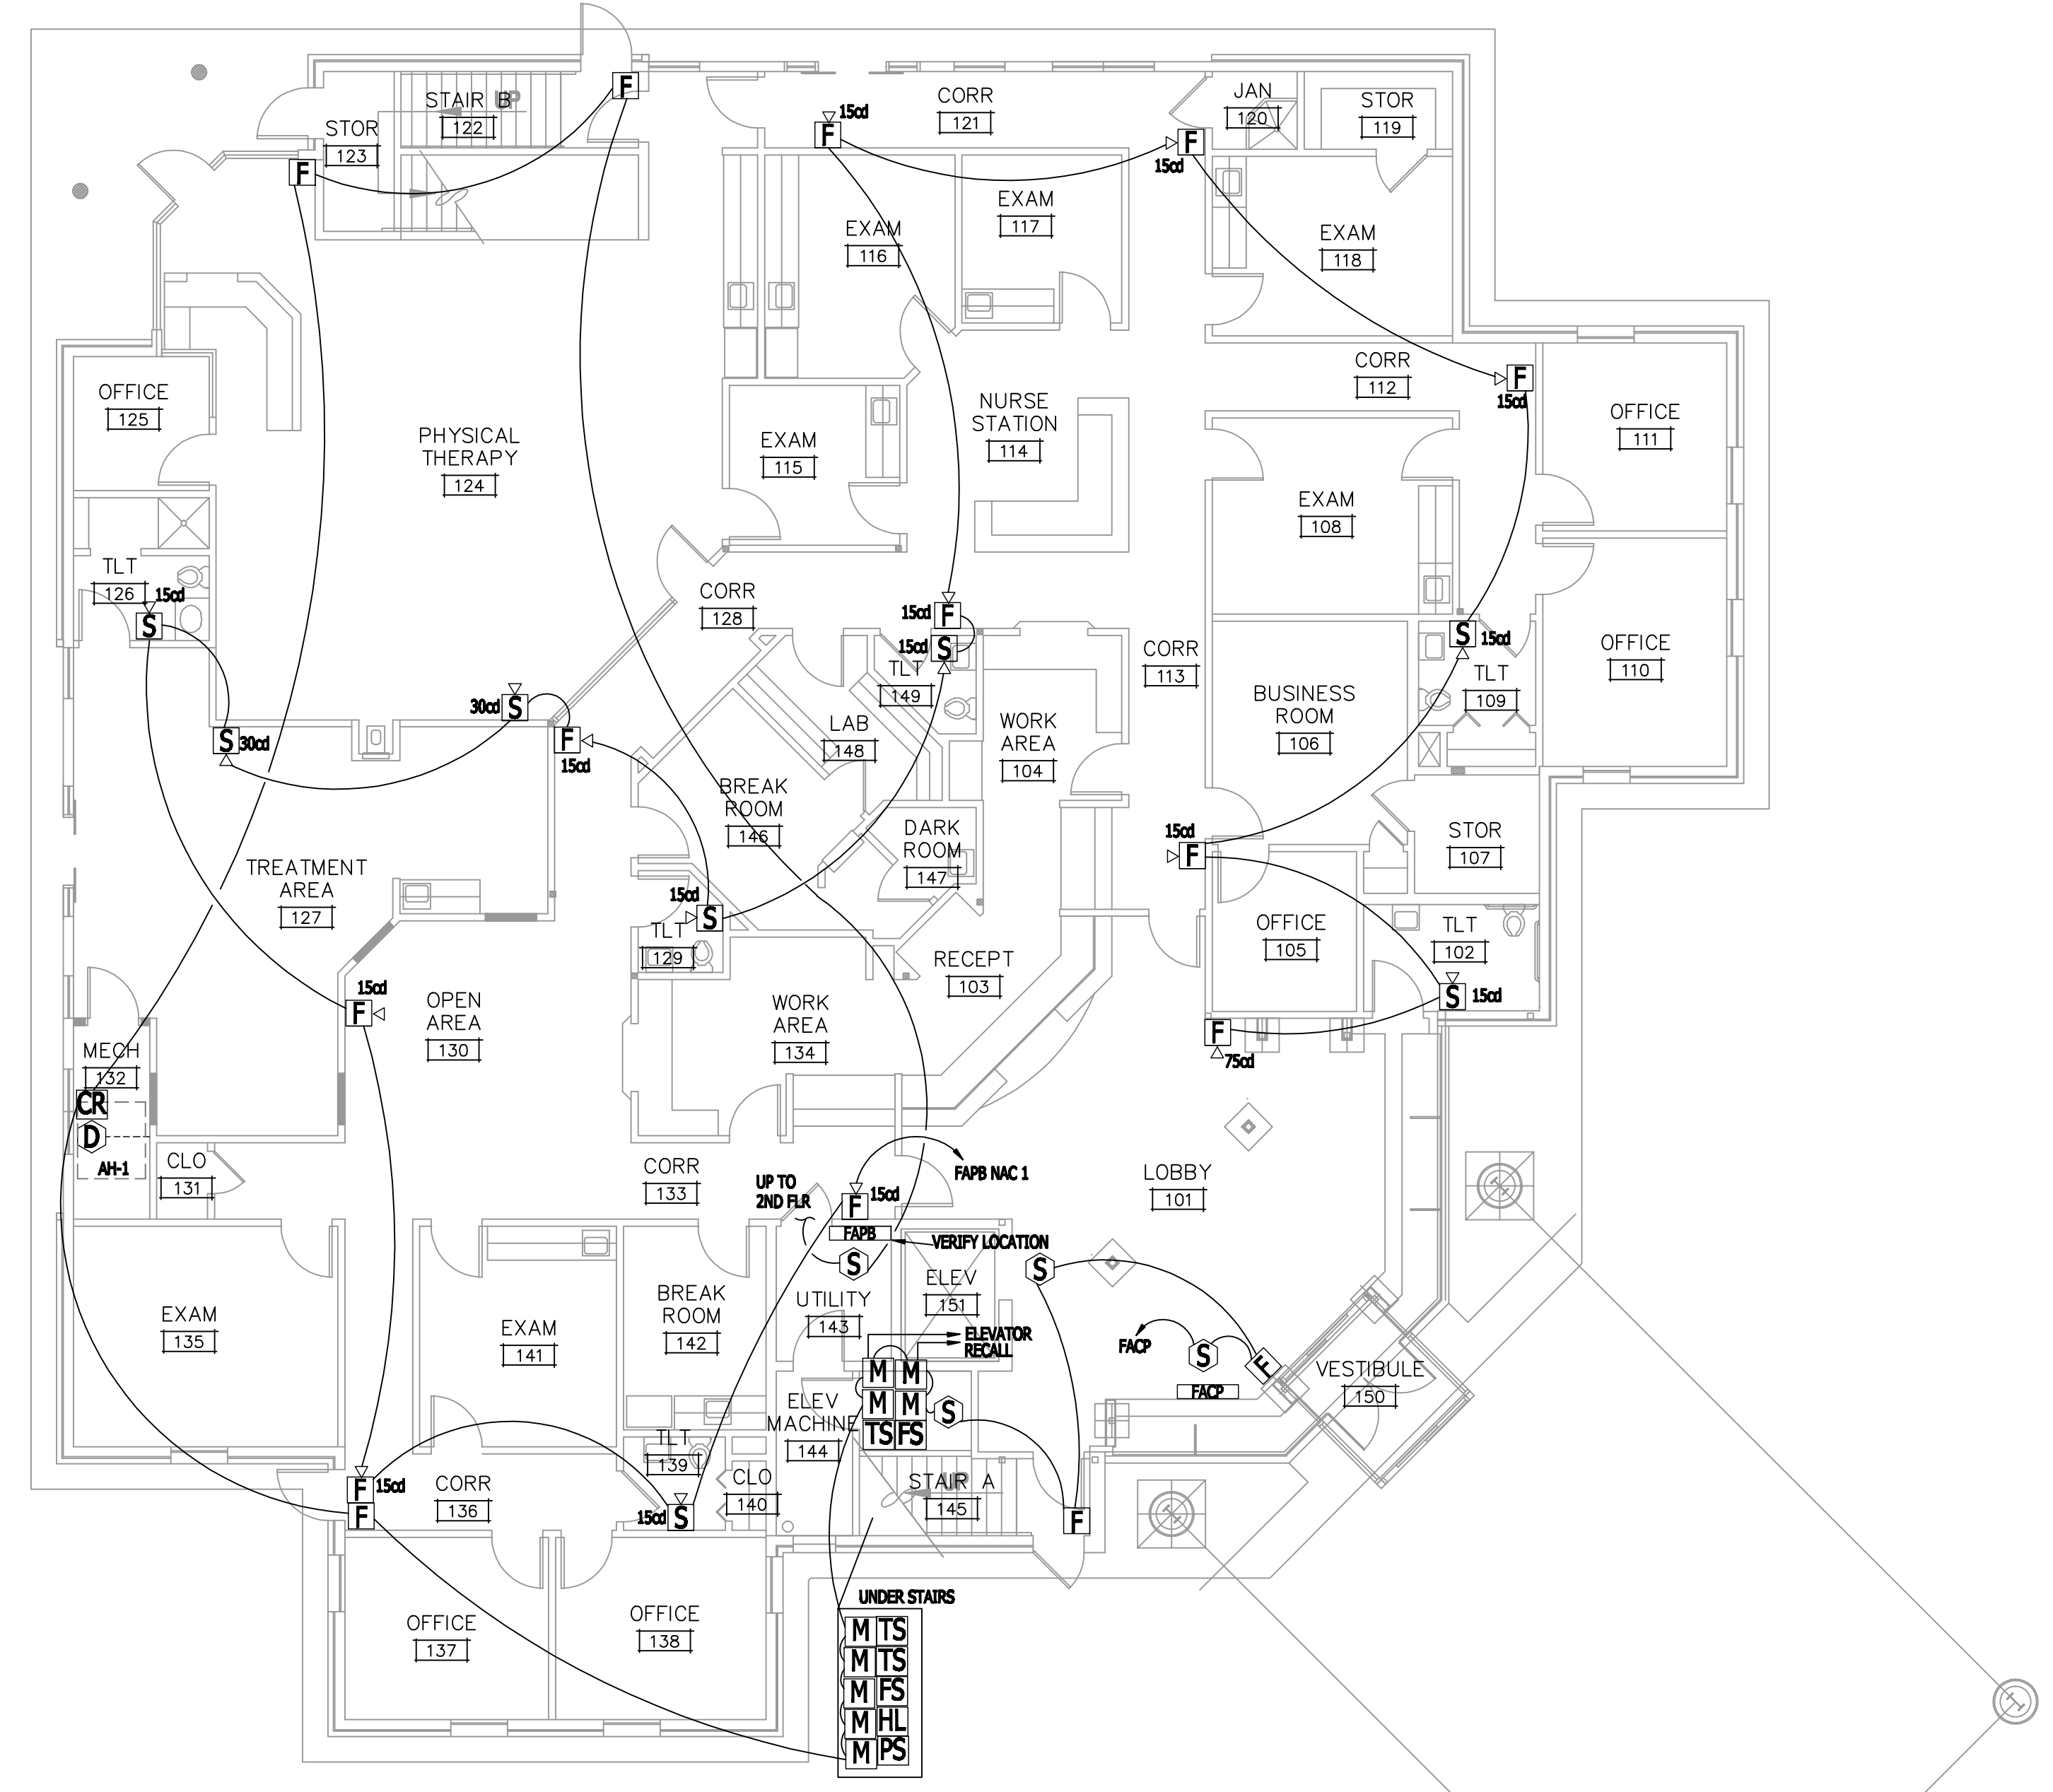 STAIR B
UP
122
F
STOR
123
F
15cd
F
CORR
121
JAN
120
STOR
119
F
15cd
EXAM
117
EXAM
116
EXAM
118
OFFICE
125
PHYSICAL
THERAPY
124
EXAM
115
NURSE
STATION
114
CORR
112
F
15cd
OFFICE
111
EXAM
108
TLT
126
15cd
S
CORR
128
15cd
F
15cd
S
TLT
149
CORR
113
S
15cd
TLT
109
OFFICE
110
30cd
S
S
30cd
F
15cd
LAB
148
WORK
AREA
104
BUSINESS
ROOM
106
BREAK
ROOM
146
DARK
ROOM
147
15cd
F
STOR
107
TREATMENT
AREA
127
15cd
S
TLT
129
RECEPT
103
OFFICE
105
TLT
102
S
15cd
15cd
F
OPEN
AREA
130
WORK
AREA
134
F
75cd
MECH
132
CR
D
AH-1
CLO
131
CORR
133
UP TO
2ND FLR
F
15cd
FAPB NAC 1
FAPB
VERIFY LOCATION
S
LOBBY
101
EXAM
135
EXAM
141
BREAK
ROOM
142
UTILITY
143
ELEV
151
S
ELEVATOR
RECALL
FACP
S
F
FACP
VESTIBULE
150
M
M
M
M
TS
FS
S
ELEV
MACHINE
144
F
15cd
F
CORR
136
TLT
139
15cd
S
CLO
140
STAIR A
UP
145
F
OFFICE
137
OFFICE
138
UNDER STAIRS
M TS
M TS
M FS
M HL
M PS